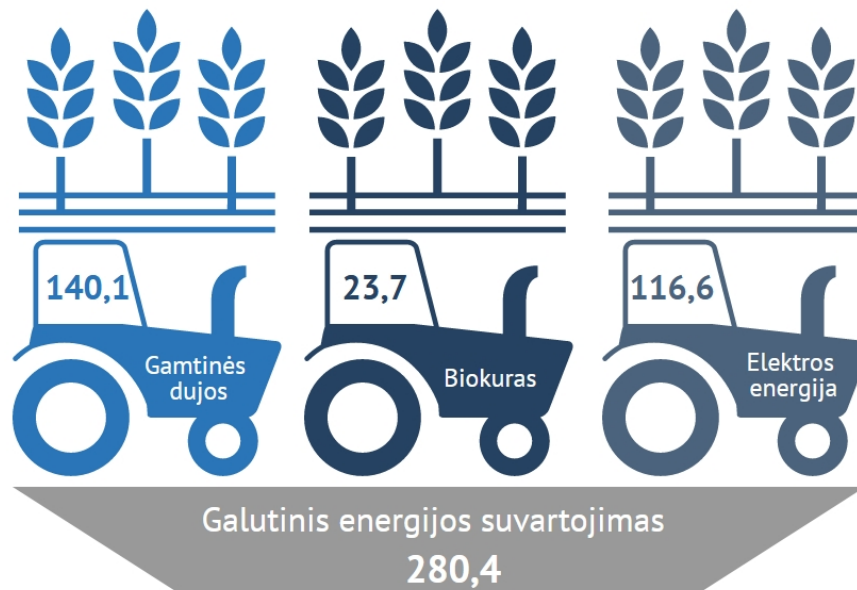 140,1
Gamtinės
dujos
23,7
Biokuras
116,6
Elektros
energija
Galutinis energijos suvartojimas
280,4